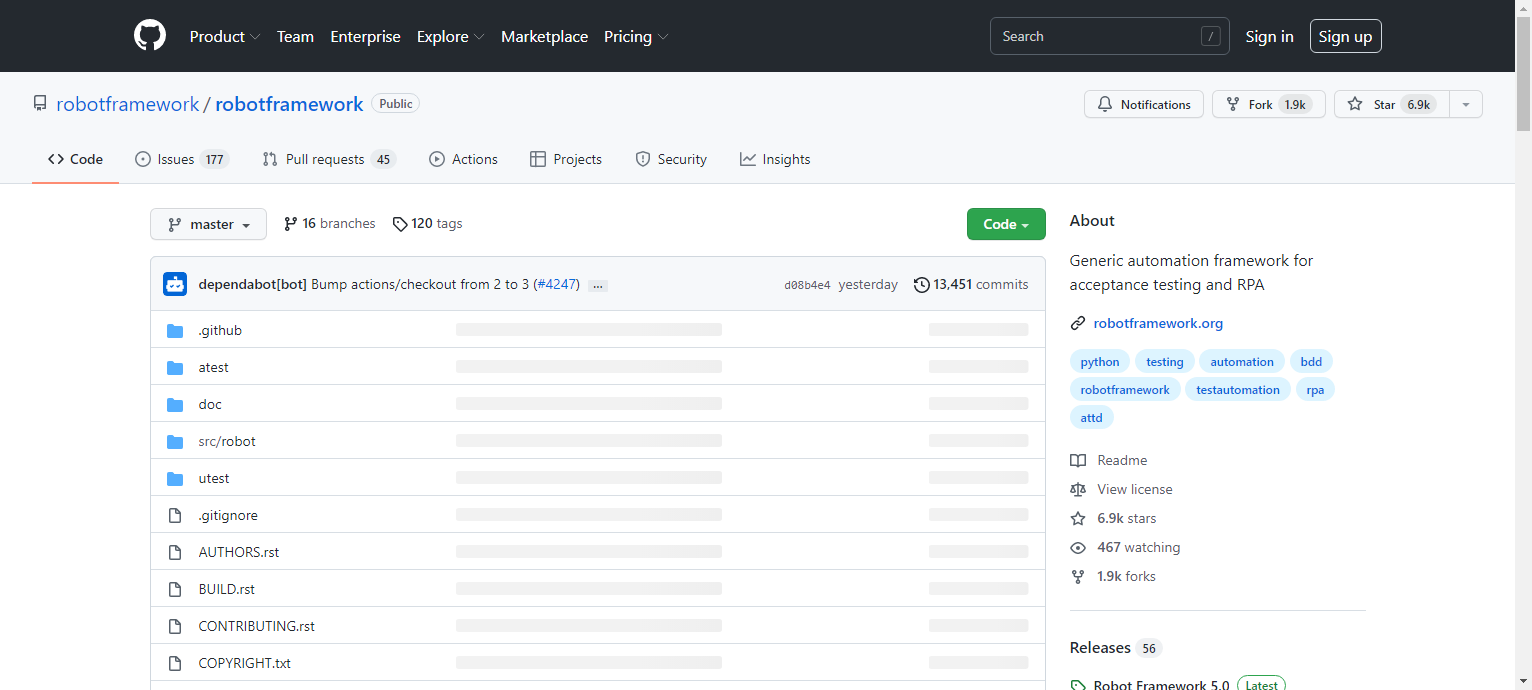 Product Team Enterprise Explore Marketplace Pricing Search / Sign in Sign up
robotframework / robotframework Public Notifications Fork 1.9k Star 6.9k
Code Issues 177 Pull requests 45 Actions Projects Security Insights
master 16 branches 120 tags Code
dependabot[bot] Bump actions/checkout from 2 to 3 (#4247) ... d08b4e4 yesterday 13,451 commits
.github
atest
doc
src/robot
utest
.gitignore
AUTHORS.rst
BUILD.rst
CONTRIBUTING.rst
COPYRIGHT.txt
About
Generic automation framework for
acceptance testing and RPA
robotframework.org
python testing automation bdd
robotframework testautomation rpa
attd
Readme
View license
6.9k stars
467 watching
1.9k forks
Releases 56
Robot Framework 5.0 Latest